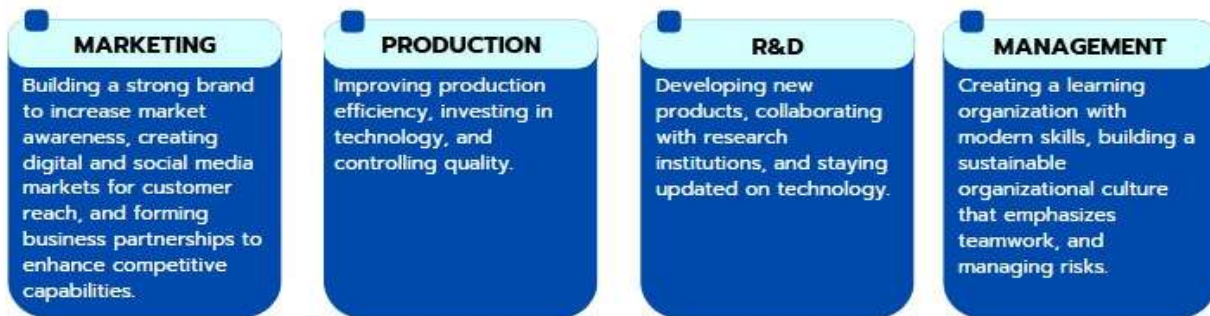 MARKETING
Building a strong brand
to increase market
awareness, creating
digital and social media
markets for customer
reach, and forming
business partnerships to
enhance competitive
capabilities.
PRODUCTION
Improving production
efficiency, investing in
technology, and
controlling quality.
R&D
Developing new
products, collaborating
with research
institutions, and staying
updated on technology.
MANAGEMENT
Creating a learning
organization with
modern skills, building a
sustainable
organizational culture
that emphasizes
teamwork, and
managing risks.